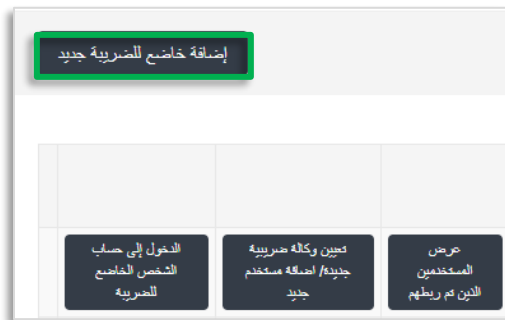 إضافة خاضع للضريبة جديد
عرض
المستخدمين
الذين تم ربطهم
تعيين وكالة ضريبية
جديدة/ اضافة مستخدم
جديد
الدخول إلى حساب
الشخص الخاضع
للضريبة